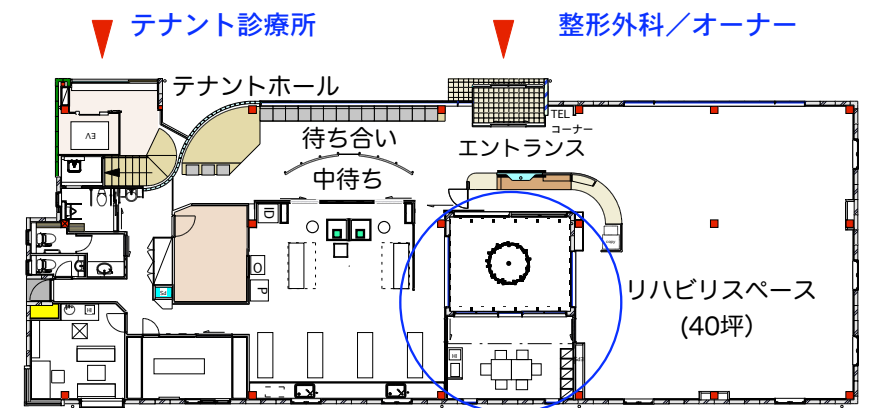 テナント診療所
整形外科／オーナー
テナントホール
TEL
コーナー
待ち合い
エントランス
中待ち
EV
リハビリスペース
(40坪）
P
PS